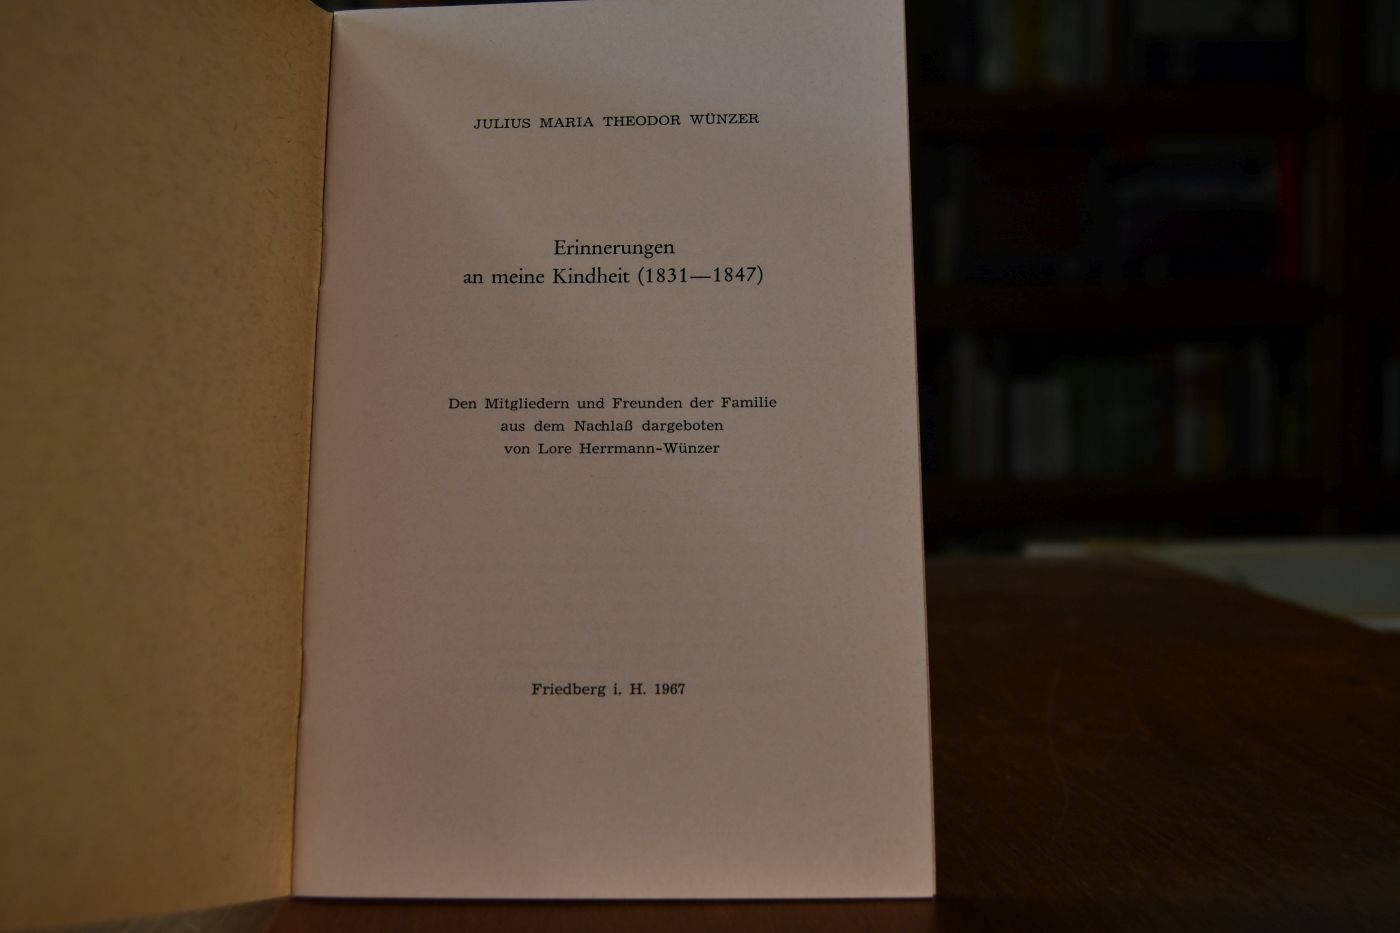 JULIUS MARIA THEODOR WÜNZER
Erinnerungen
an meine Kindheit (1831—1847)
Den Mitgliedern und Freunden der Familie
aus dem Nachlaß dargeboten
von Lore Herrmann-Wünzer
Friedberg i. H. 1967